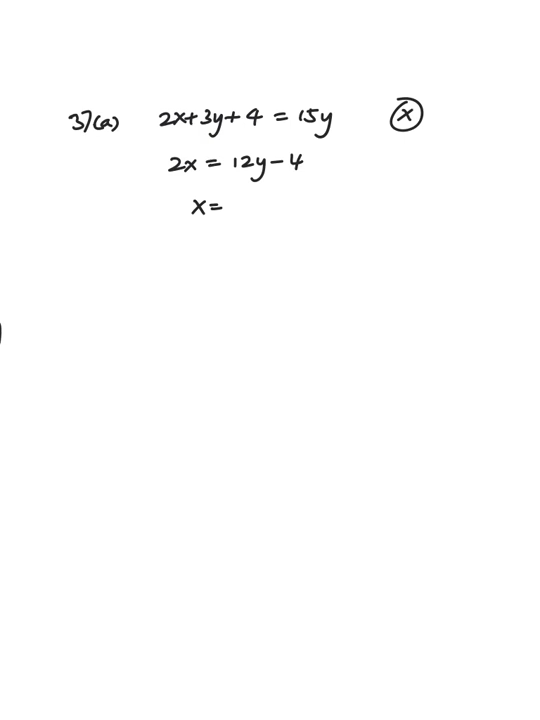 37(a) 2x+3y+4 = 15y (x)
2x = 12y-4
x=